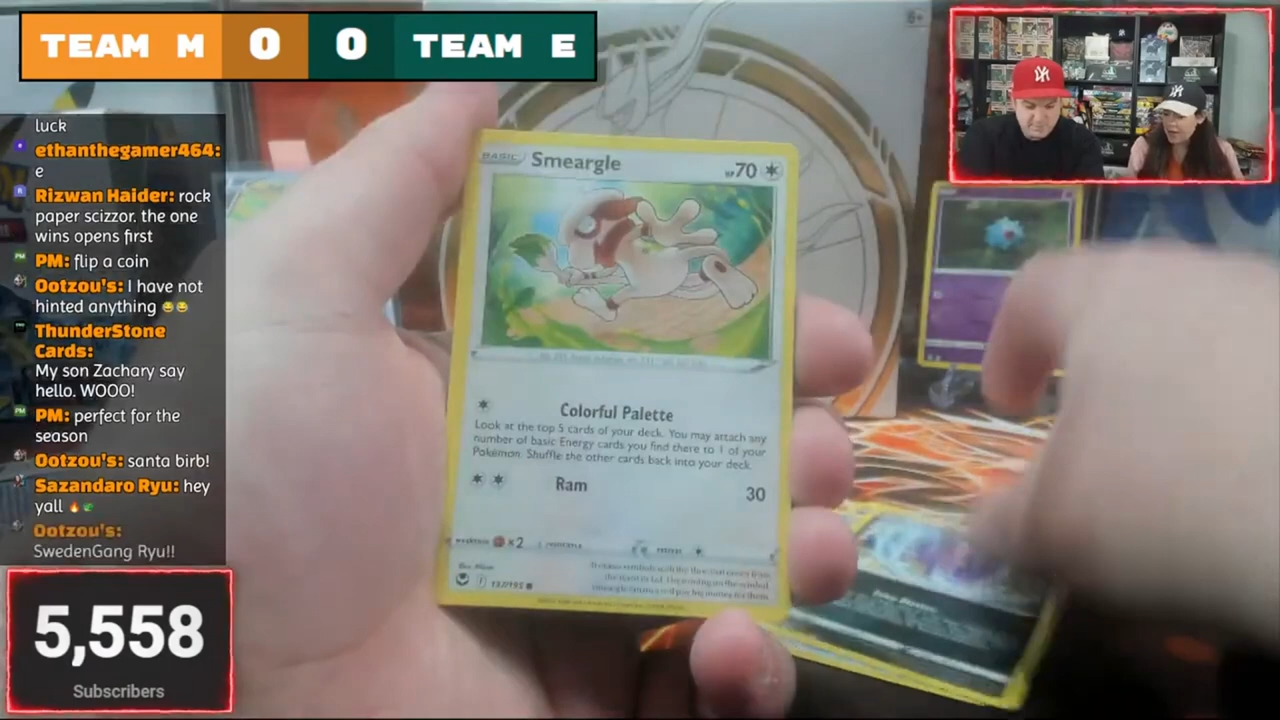 TEAM M 0 0 TEAM E
luck
ethanthegamer464:
e
Rizwan Haider: rock
paper scizzor. the one
wins opens first
PM: flip a coin
Ootzou's: I have not
hinted anything 😂😂
ThunderStone
Cards:
My son Zachary say
hello. WOOO!
PM: perfect for the
season
Ootzou's: santa birb!
Sazandaro Ryu: hey
yall 🔥
Ootzou's:
SwedenGang Ryu!!
5,558
Subscribers
BASIC Smeargle HP 70
Colorful Palette
Look at the top 5 cards of your deck. You may attach any
number of basic Energy cards you find there to 1 of your
Pokémon. Shuffle the other cards back into your deck.
Ram 30
weakness ×2